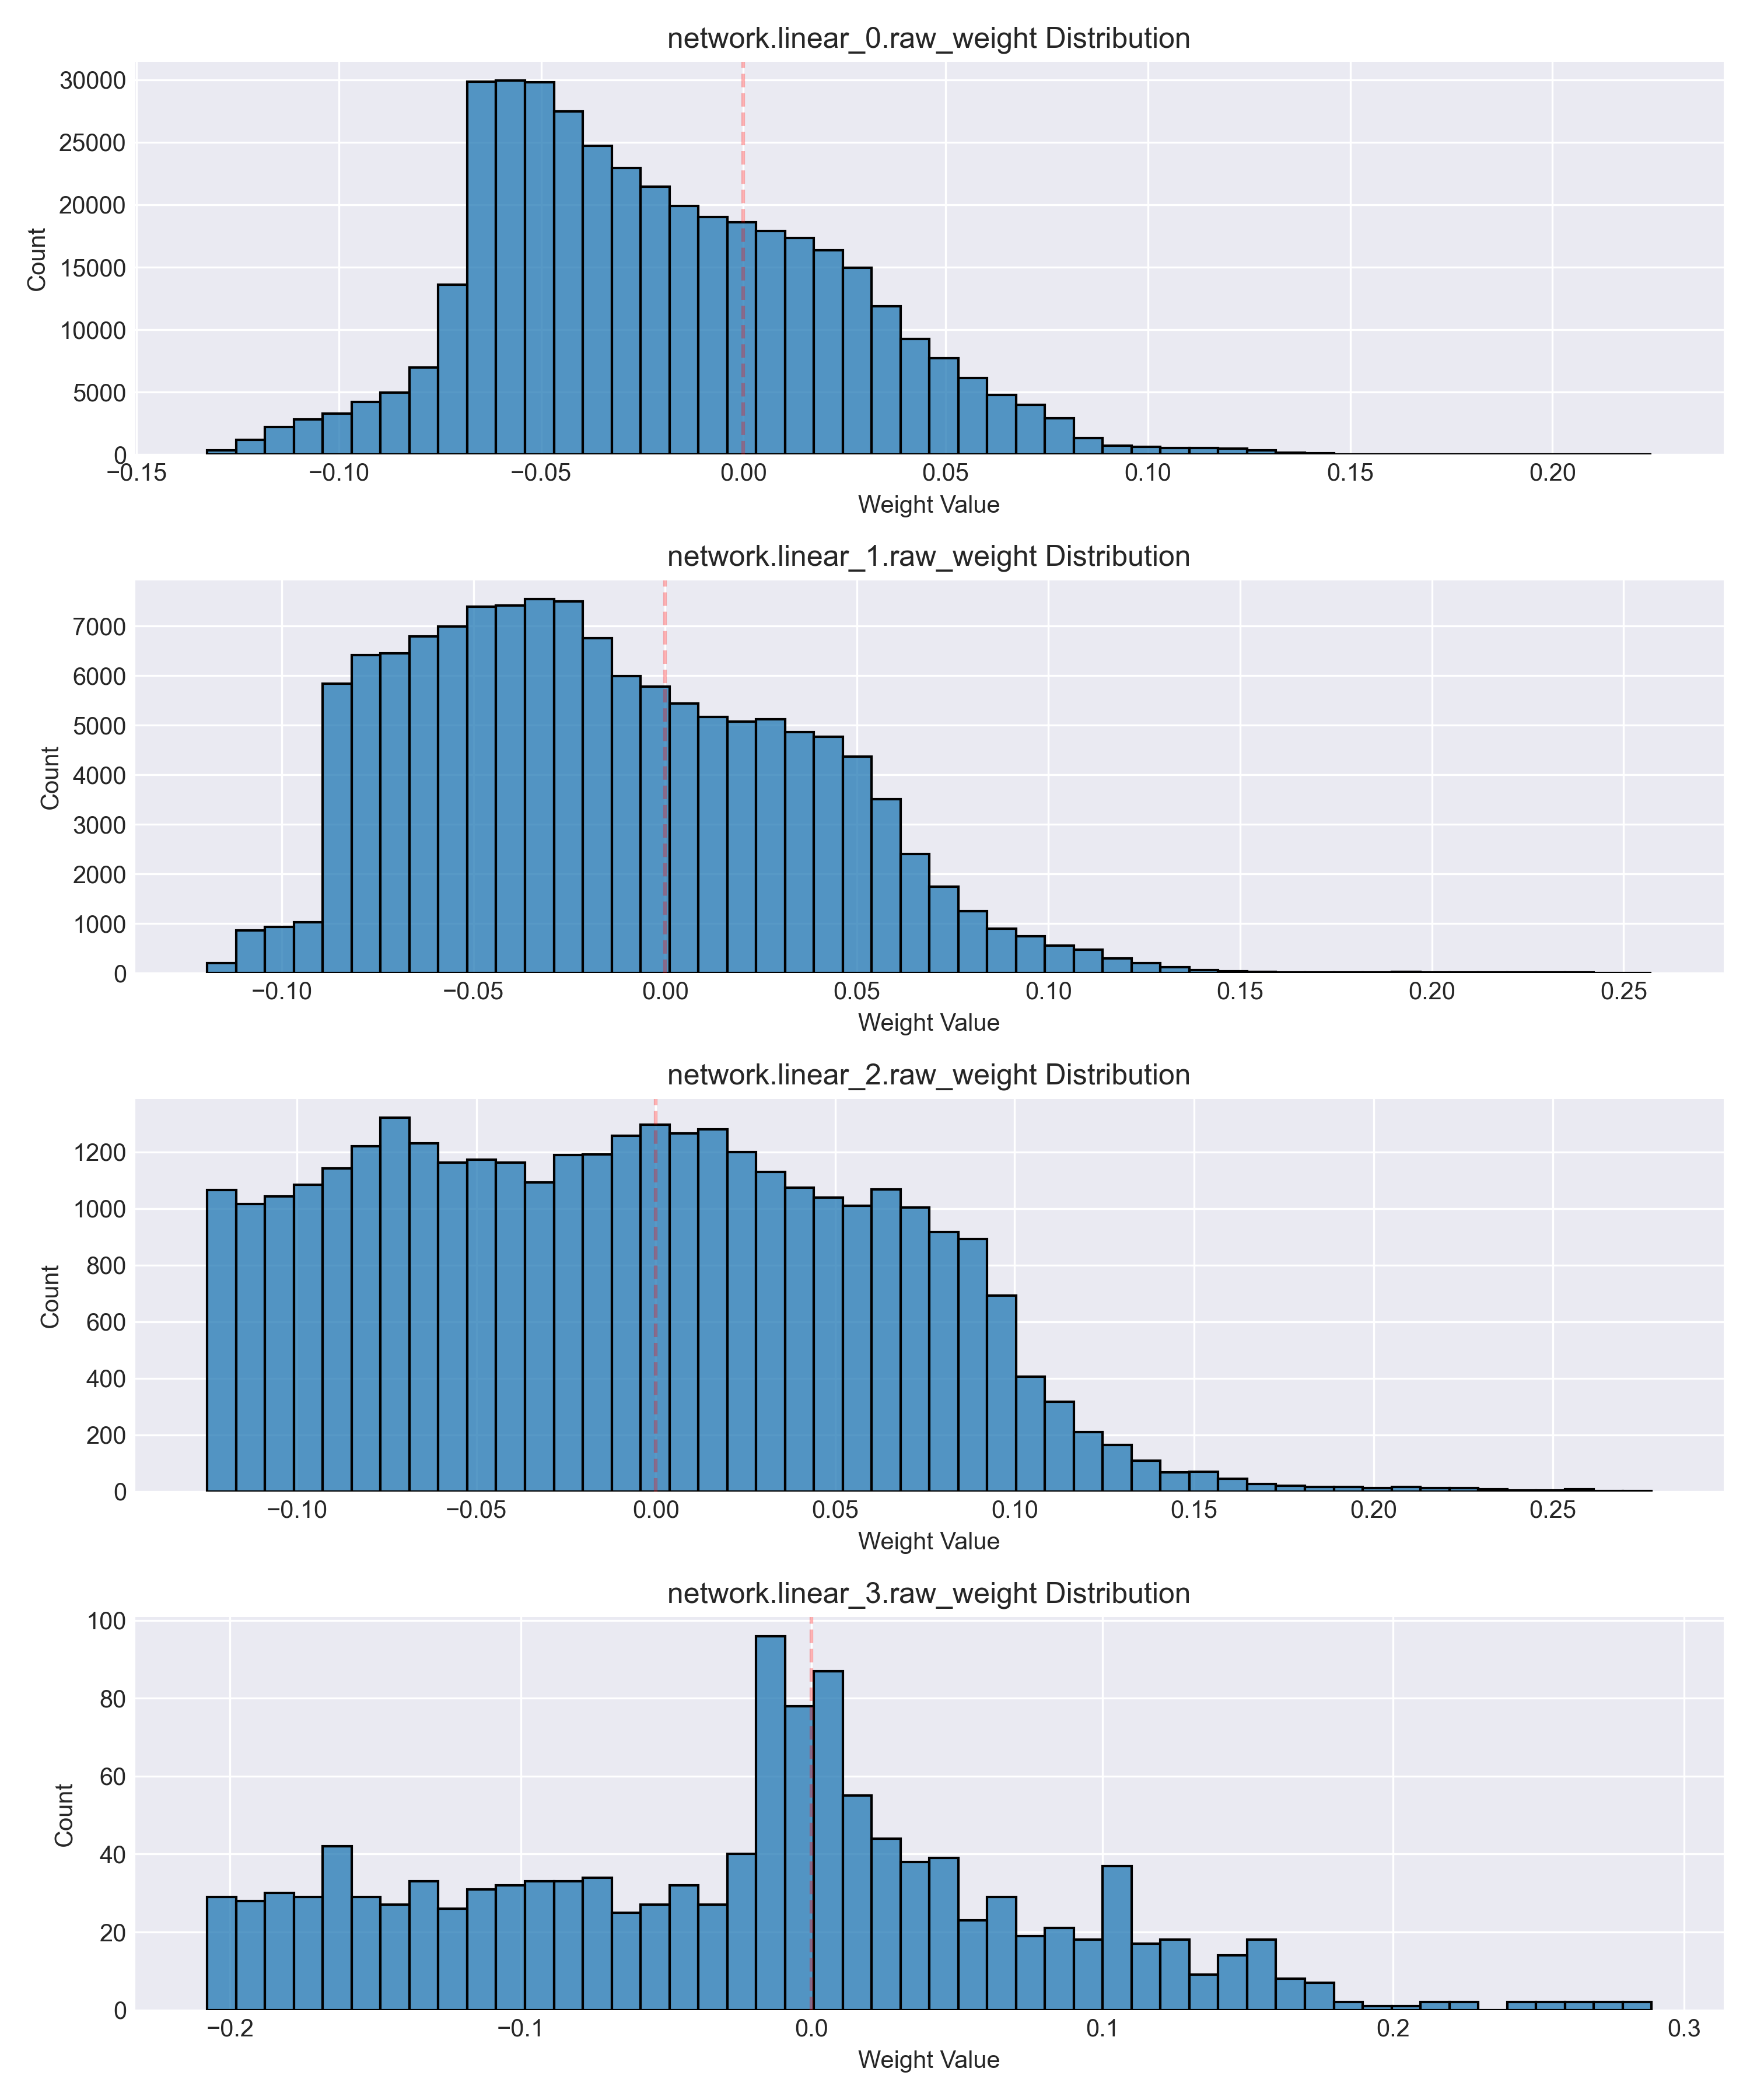 network.linear_0.raw_weight Distribution
30000
25000
20000
15000
10000
5000
0
Count
−0.15 −0.10 −0.05 0.00 0.05 0.10 0.15 0.20
Weight Value
network.linear_1.raw_weight Distribution
7000
6000
5000
4000
3000
2000
1000
0
Count
−0.10 −0.05 0.00 0.05 0.10 0.15 0.20 0.25
Weight Value
network.linear_2.raw_weight Distribution
1200
1000
800
600
400
200
0
Count
−0.10 −0.05 0.00 0.05 0.10 0.15 0.20 0.25
Weight Value
network.linear_3.raw_weight Distribution
100
80
60
40
20
0
Count
−0.2 −0.1 0.0 0.1 0.2 0.3
Weight Value